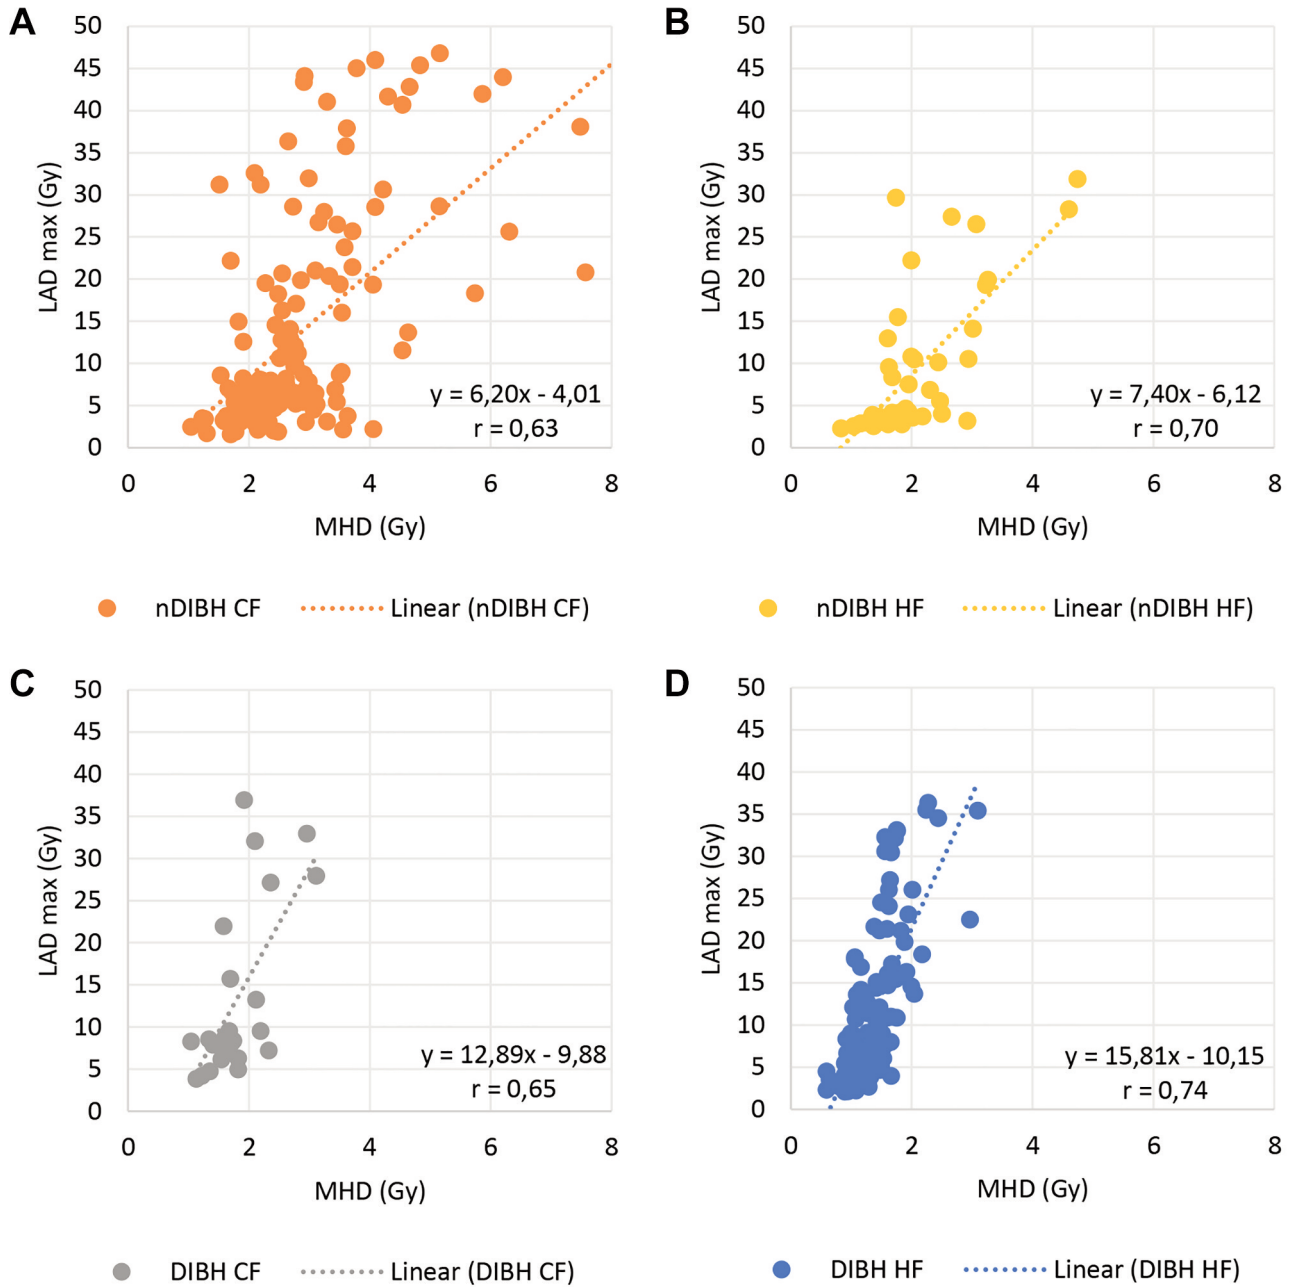 A
50
45
40
35
30
25
20
15
10
5
0
LAD max (Gy)
y = 6,20x - 4,01
r = 0,63
0 2 4 6 8
MHD (Gy)
nDIBH CF Linear (nDIBH CF)
B
50
45
40
35
30
25
20
15
10
5
0
LAD max (Gy)
y = 7,40x - 6,12
r = 0,70
0 2 4 6 8
MHD (Gy)
nDIBH HF Linear (nDIBH HF)
C
50
45
40
35
30
25
20
15
10
5
0
LAD max (Gy)
y = 12,89x - 9,88
r = 0,65
0 2 4 6 8
MHD (Gy)
DIBH CF Linear (DIBH CF)
D
50
45
40
35
30
25
20
15
10
5
0
LAD max (Gy)
y = 15,81x - 10,15
r = 0,74
0 2 4 6 8
MHD (Gy)
DIBH HF Linear (DIBH HF)